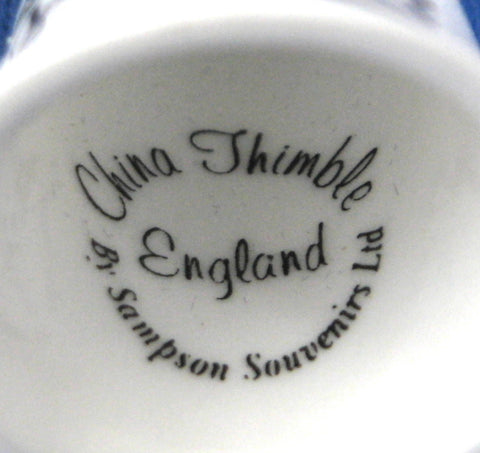 China Thimble
England
By Sampson Souvenirs Ltd